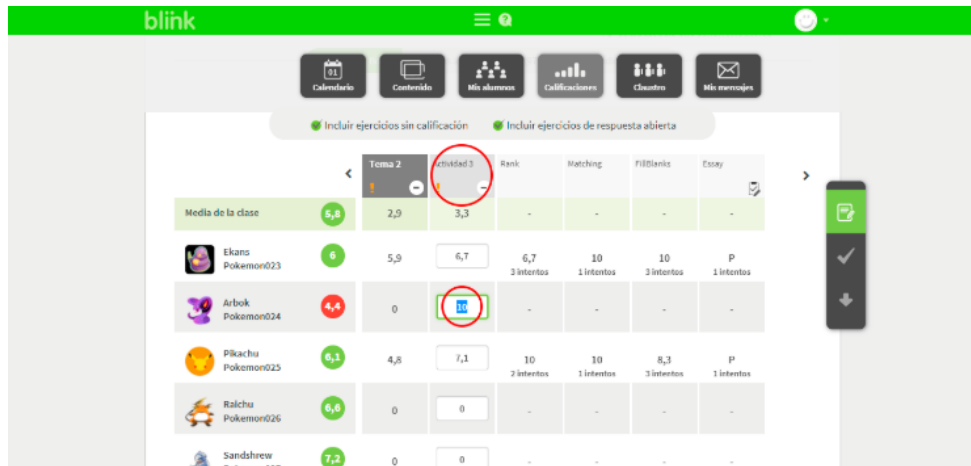 blink
01
Calendario Contenido Mis alumnos Calificaciones Claustro Mis mensajes
Incluir ejercicios sin calificación Incluir ejercicios de respuesta abierta
Tema 2 Actividad 3 Rank Matching FillBlanks Essay
Media de la clase 5,8 2,9 3,3 - - - -
Ekans
Pokemon023
6 5,9 6,7 6,7 10 10 P
3 intentos 1 intentos 3 intentos 1 intentos
Arbok
Pokemon024
4,4 0 10 - - - -
Pikachu
Pokemon025
6,1 4,8 7,1 10 10 8,3 P
2 intentos 1 intentos 3 intentos 1 intentos
Raichu
Pokemon026
6,6 0 0 - - - -
Sandshrew
7,2 0 0 - - - -